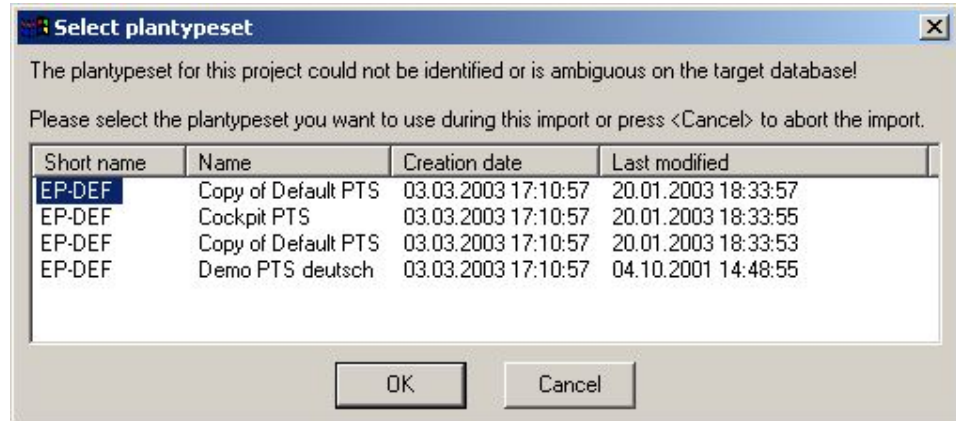 Select plantypeset
The plantypeset for this project could not be identified or is ambiguous on the target database!
Please select the plantypeset you want to use during this import or press <Cancel> to abort the import.
Short name Name Creation date Last modified
EP-DEF Copy of Default PTS 03.03.2003 17:10:57 20.01.2003 18:33:57
EP-DEF Cockpit PTS 03.03.2003 17:10:57 20.01.2003 18:33:55
EP-DEF Copy of Default PTS 03.03.2003 17:10:57 20.01.2003 18:33:53
EP-DEF Demo PTS deutsch 03.03.2003 17:10:57 04.10.2001 14:48:55
OK Cancel